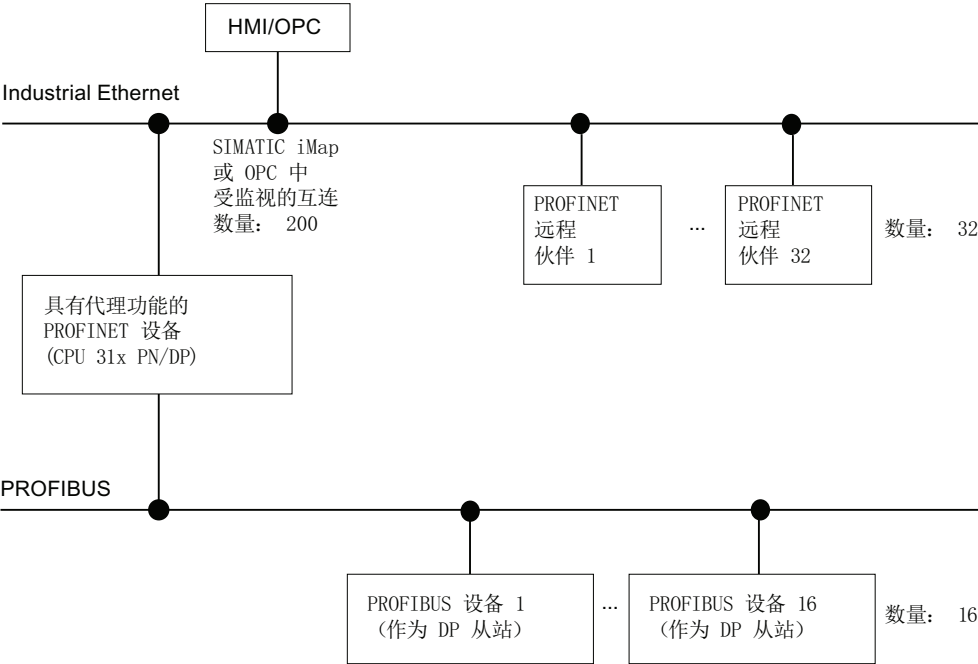 HMI/OPC
Industrial Ethernet
SIMATIC iMap
或 OPC 中
受监视的互连
数量： 200
PROFINET
远程
伙伴 1
...
PROFINET
远程
伙伴 32
数量： 32
具有代理功能的
PROFINET 设备
(CPU 31x PN/DP)
PROFIBUS
PROFIBUS 设备 1
（作为 DP 从站）
...
PROFIBUS 设备 16
（作为 DP 从站）
数量： 16